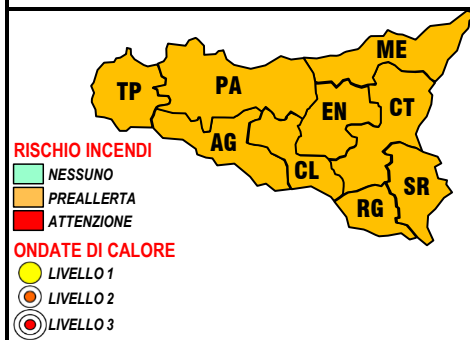 ME
PA
TP
EN
CT
AG
CL
SR
RG
RISCHIO INCENDI
NESSUNO
PREALLERTA
ATTENZIONE
ONDATE DI CALORE
LIVELLO 1
LIVELLO 2
LIVELLO 3